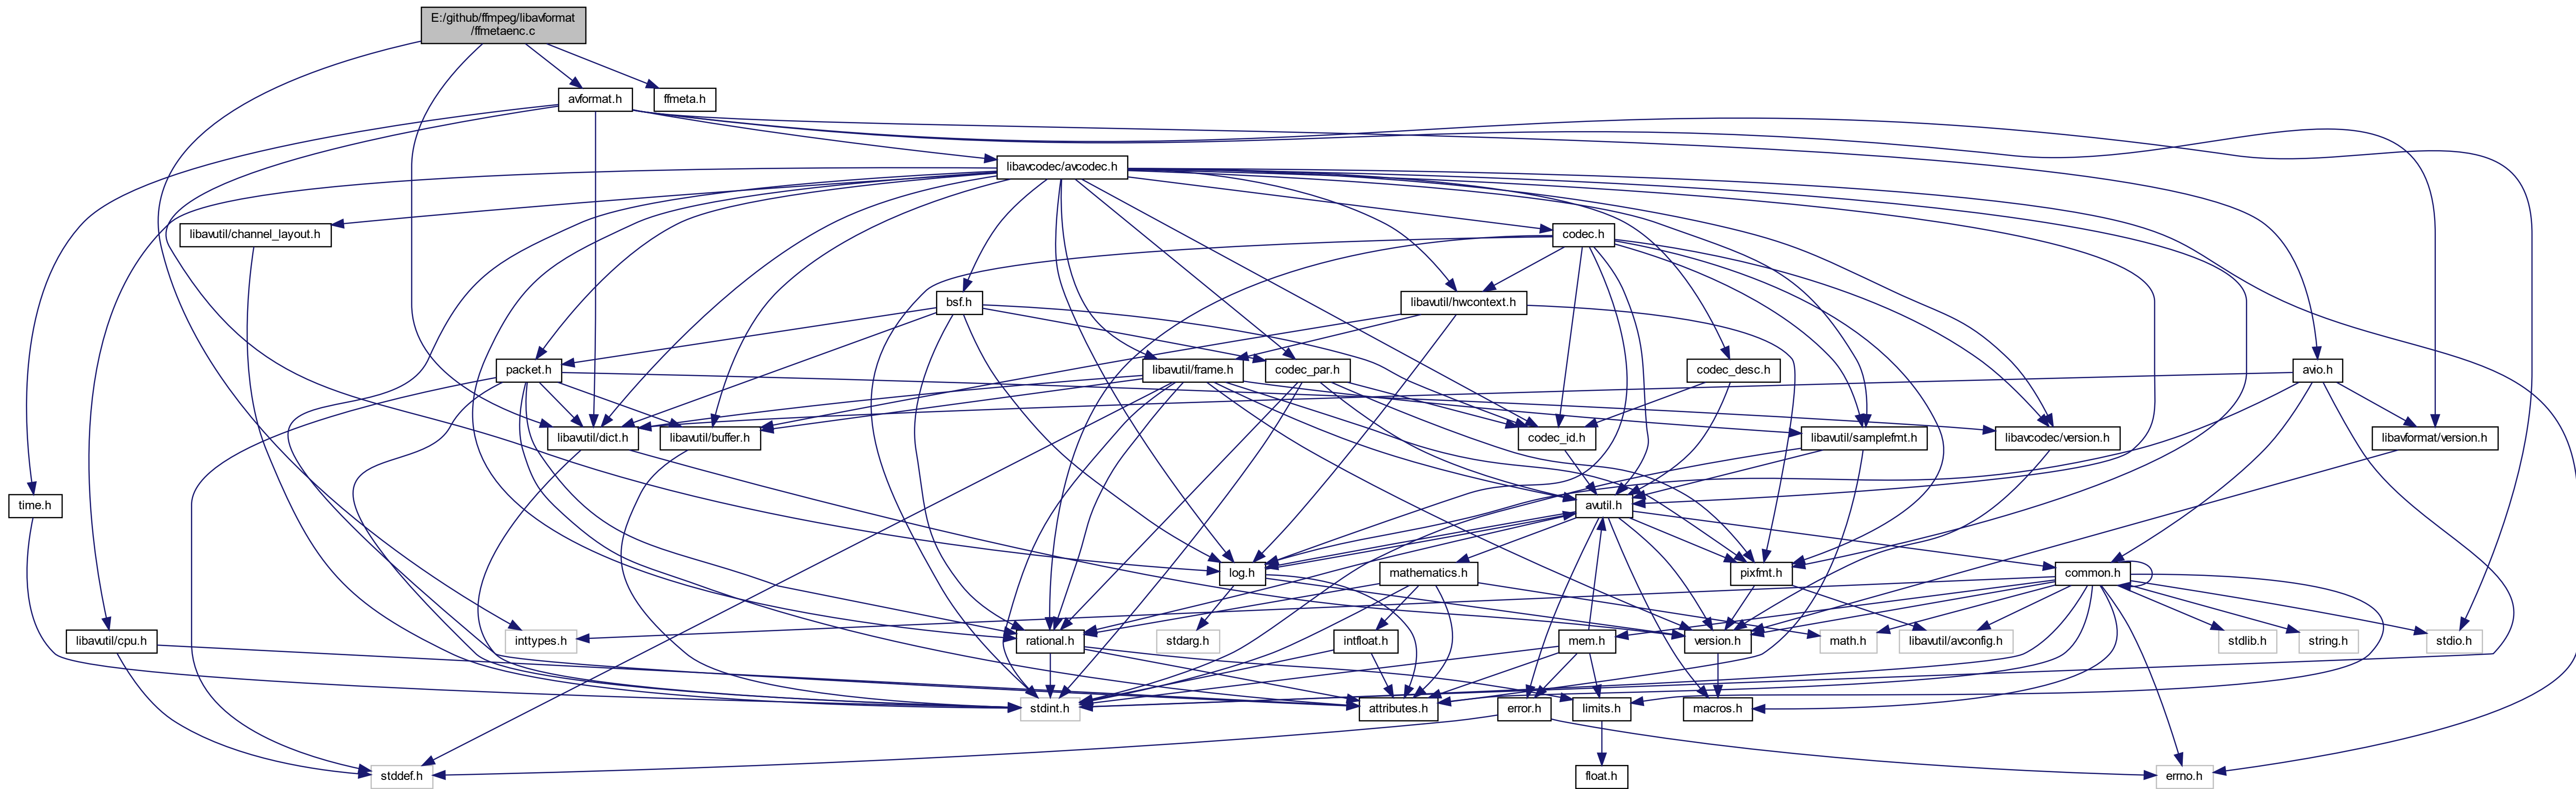 E:/github/ffmpeg/libavformat
/ffmetaenc.c
avformat.h
ffmeta.h
libavcodec/avcodec.h
libavutil/channel_layout.h
codec.h
bsf.h
libavutil/hwcontext.h
packet.h
libavutil/frame.h
codec_par.h
codec_desc.h
avio.h
libavutil/dict.h
libavutil/buffer.h
codec_id.h
libavutil/samplefmt.h
libavcodec/version.h
libavformat/version.h
time.h
avutil.h
log.h
mathematics.h
pixfmt.h
common.h
libavutil/cpu.h
inttypes.h
rational.h
stdarg.h
intfloat.h
mem.h
version.h
math.h
libavutil/avconfig.h
stdlib.h
string.h
stdio.h
stdint.h
attributes.h
error.h
limits.h
macros.h
stddef.h
float.h
errno.h